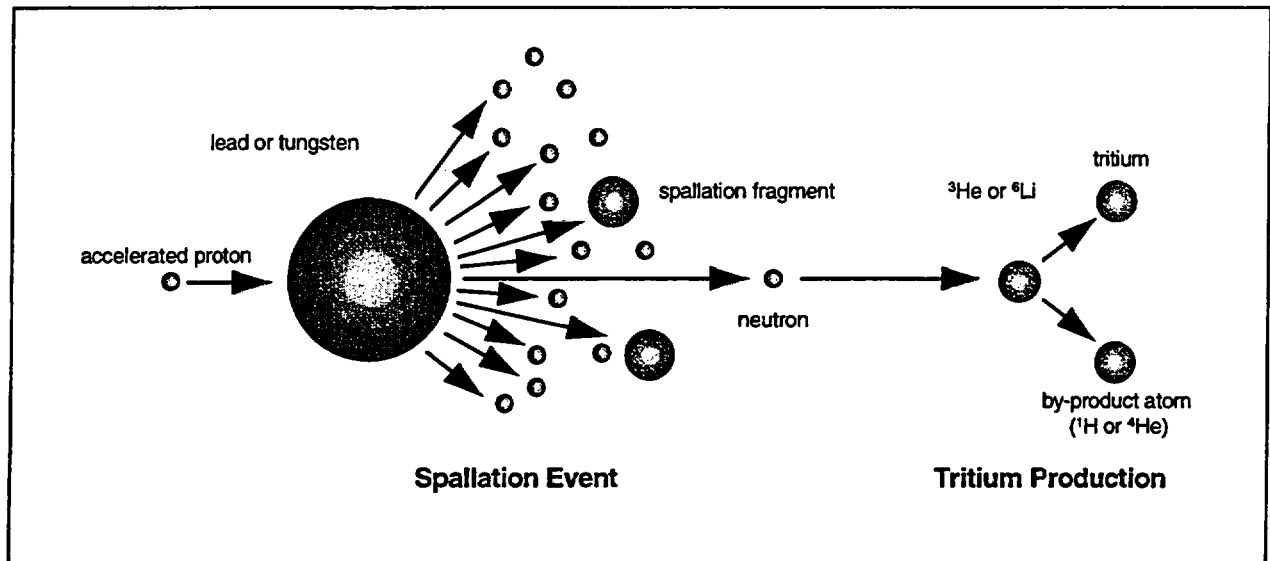 lead or tungsten
accelerated proton
spallation fragment
neutron
³He or ⁶Li
tritium
by-product atom
(¹H or ⁴He)
Spallation Event
Tritium Production